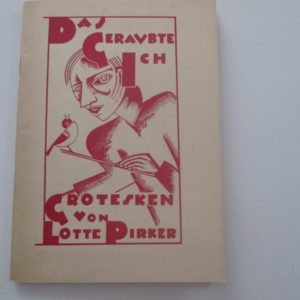 DAS
GERAUBTE
ICH
GROTESKEN
VON
LOTTE PIRKER